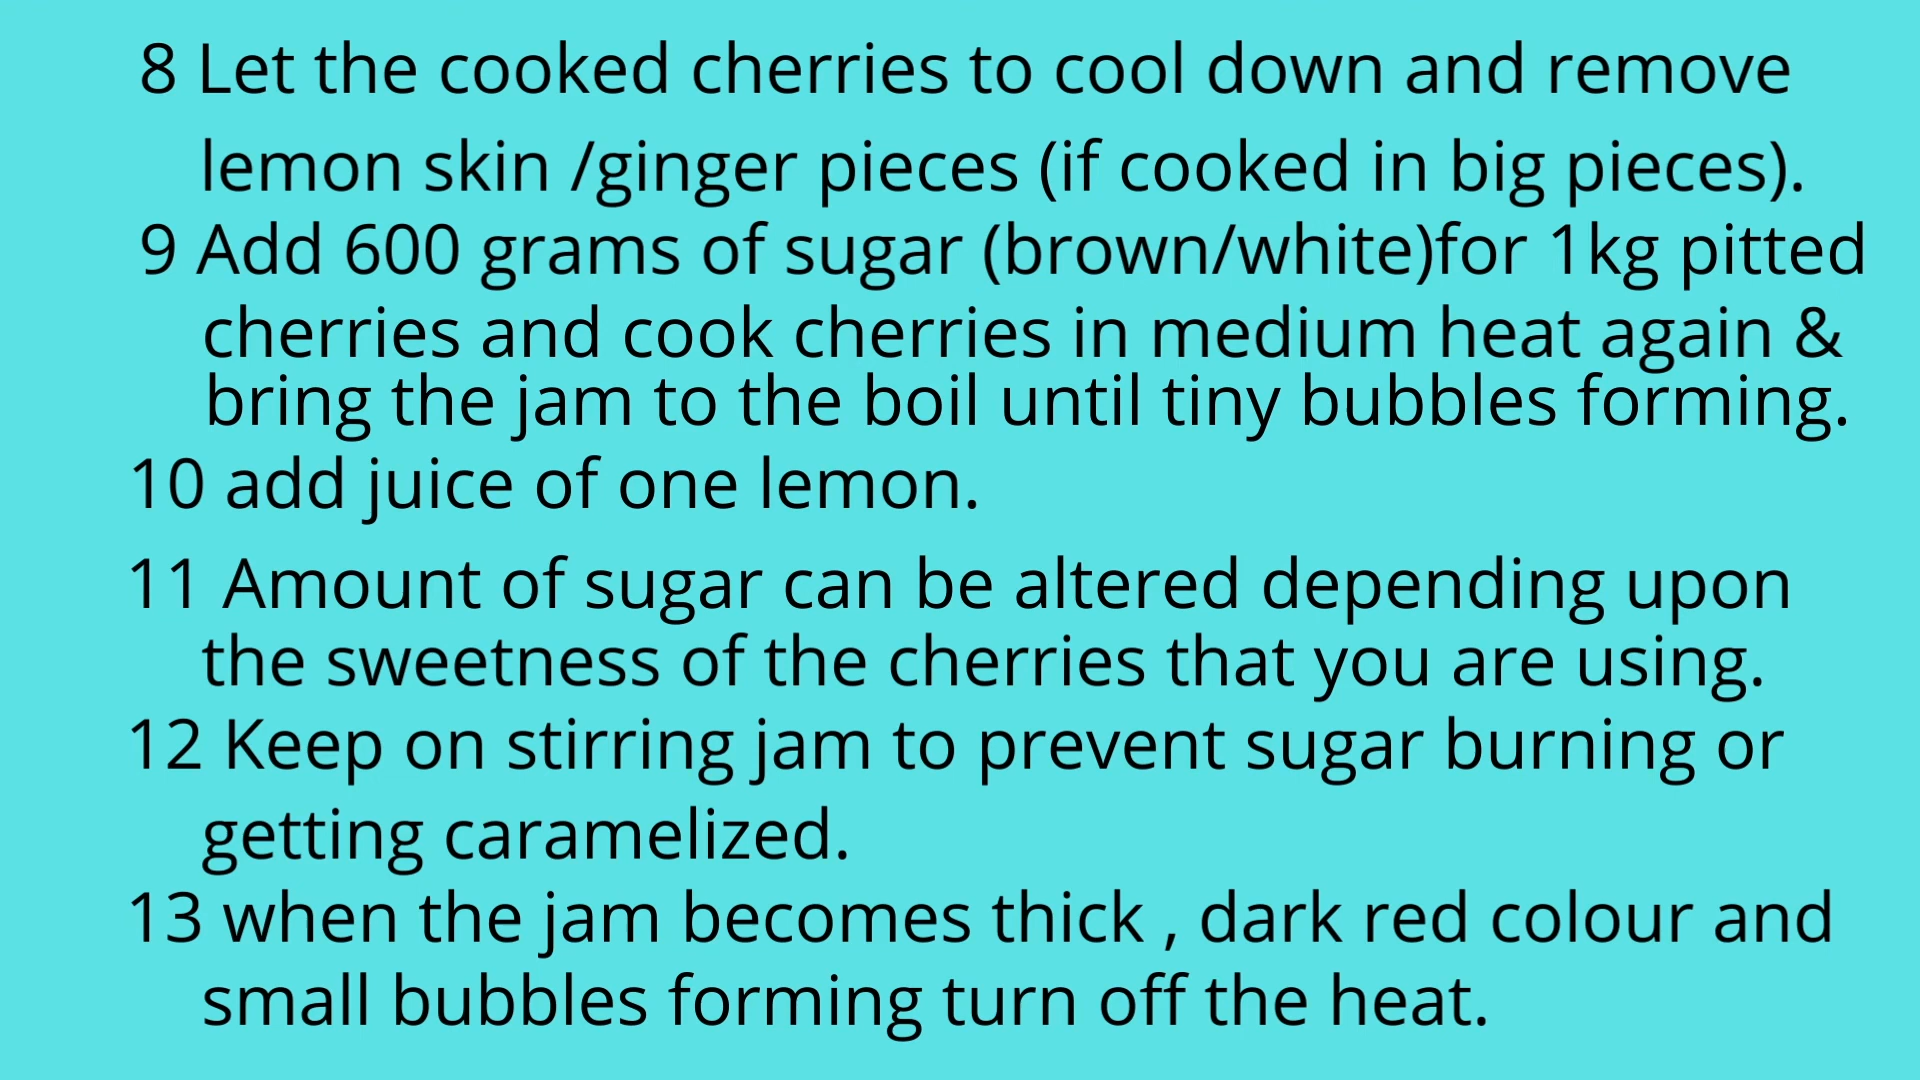 8 Let the cooked cherries to cool down and remove
lemon skin /ginger pieces (if cooked in big pieces).
9 Add 600 grams of sugar (brown/white)for 1kg pitted
cherries and cook cherries in medium heat again &
bring the jam to the boil until tiny bubbles forming.
10 add juice of one lemon.
11 Amount of sugar can be altered depending upon
the sweetness of the cherries that you are using.
12 Keep on stirring jam to prevent sugar burning or
getting caramelized.
13 when the jam becomes thick , dark red colour and
small bubbles forming turn off the heat.